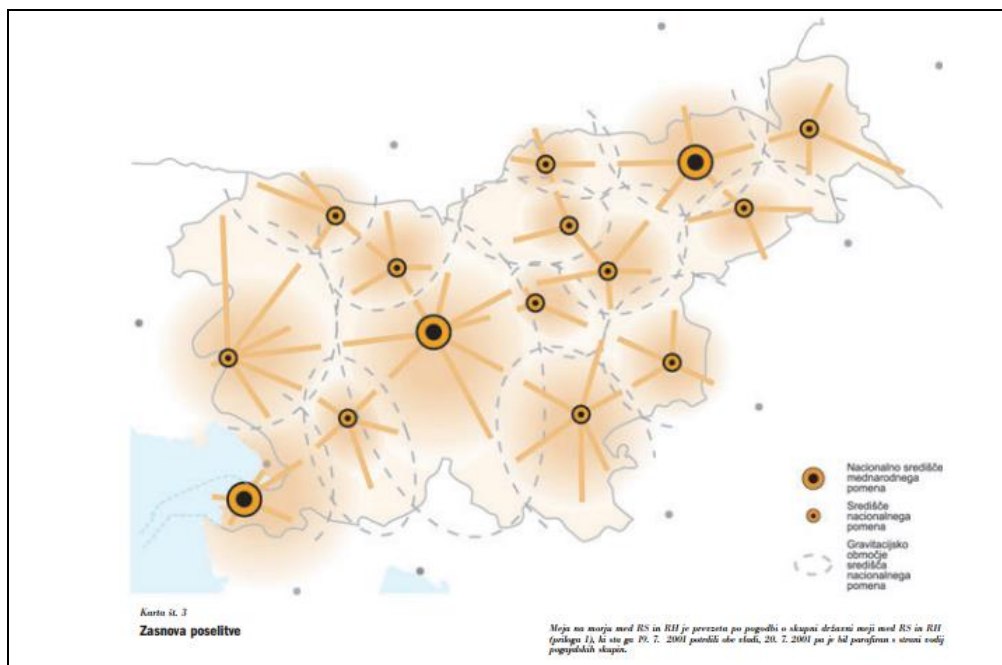 Nacionalno središče
mednarodnega
pomena
Središče
nacionalnega
pomena
Gravitacijsko
območje
središča
nacionalnega
pomena
Karta št. 3
Zasnova poselitve
Meja na morju med RS in RH je prevzeta po pogodbi o skupni državni meji med RS in RH
(priloga I), ki sta ga 19. 7. 2001 potrdili obe vladi, 20. 7. 2001 pa je bil parafiran s strani vodij
pogajalskih skupin.